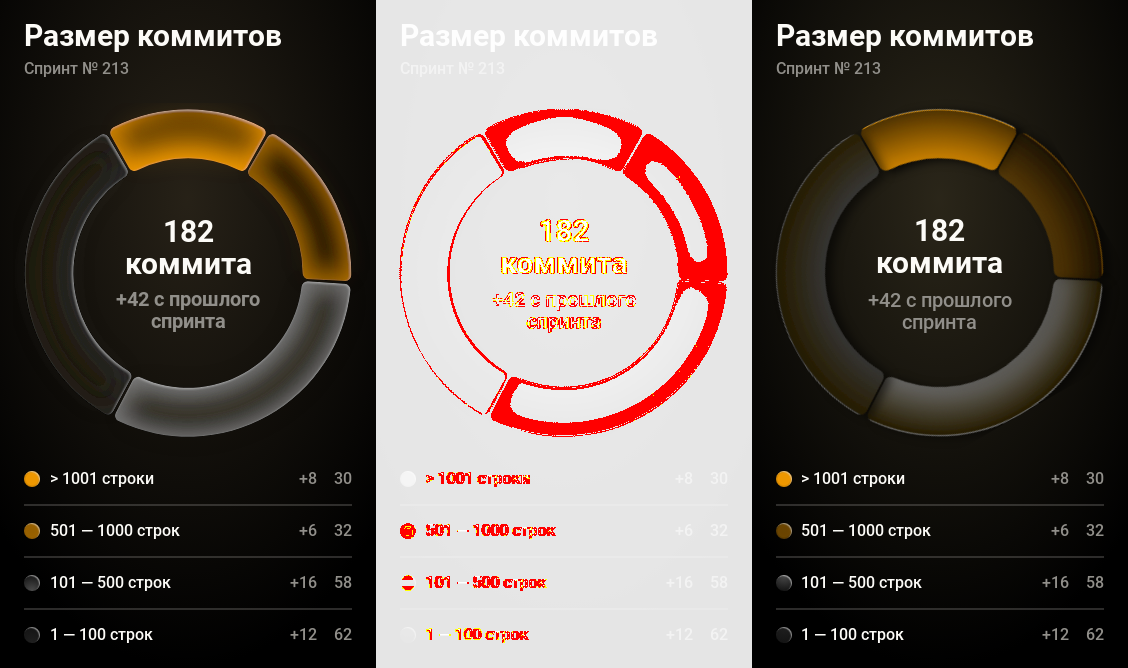 Размер коммитов
Спринт № 213
182
коммита
+42 с прошлого
спринта
> 1001 строки +8 30
501 — 1000 строк +6 32
101 — 500 строк +16 58
1 — 100 строк +12 62
Размер коммитов
Спринт № 213
182
коммита
+42 с прошлого
спринта
> 1001 строки +8 30
501 — 1000 строк +6 32
101 — 500 строк +16 58
1 — 100 строк +12 62
Размер коммитов
Спринт № 213
182
коммита
+42 с прошлого
спринта
> 1001 строки +8 30
501 — 1000 строк +6 32
101 — 500 строк +16 58
1 — 100 строк +12 62